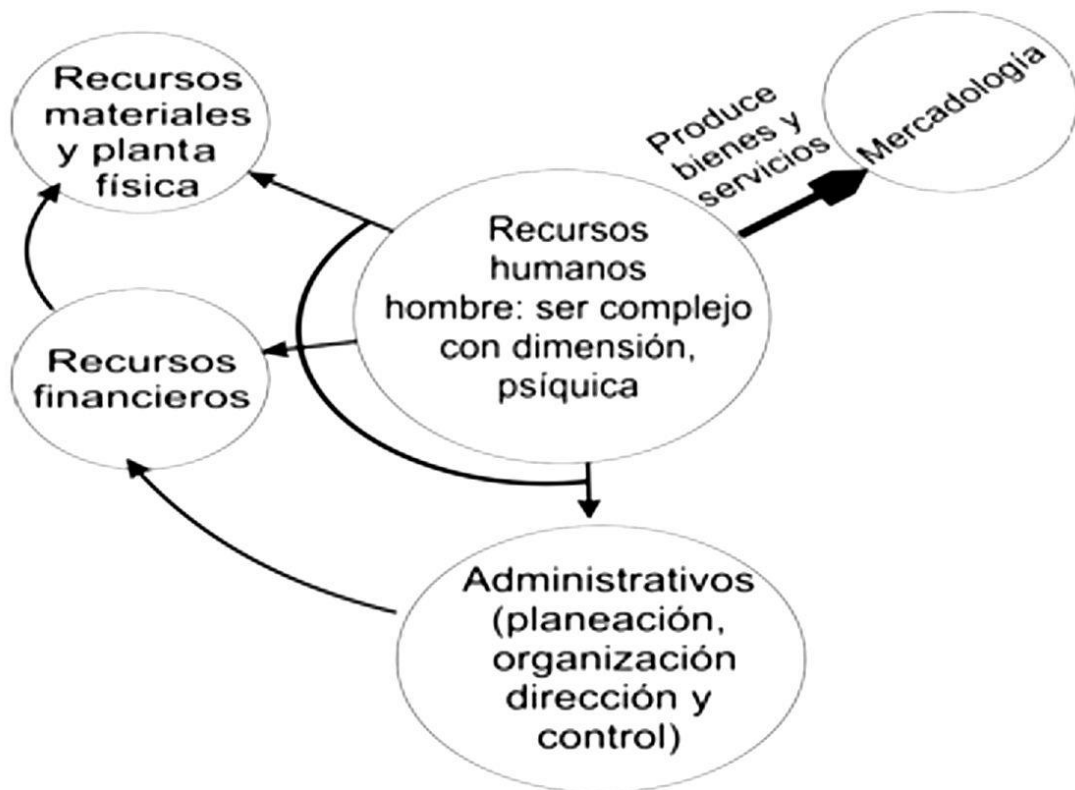 Recursos
materiales
y planta
física
Produce
bienes y
servicios
Mercadología
Recursos
humanos
hombre: ser complejo
con dimensión,
psíquica
Recursos
financieros
Administrativos
(planeación,
organización
dirección y
control)